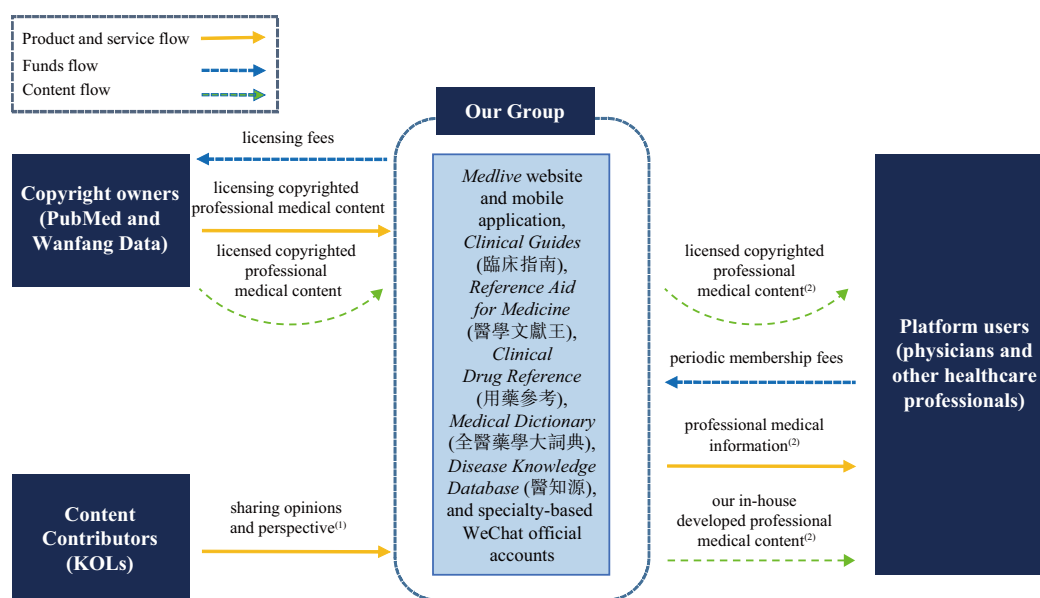 Product and service flow
Funds flow
Content flow
Our Group
licensing fees
Copyright owners
(PubMed and
Wanfang Data)
licensing copyrighted
professional medical content
licensed copyrighted
professional
medical content
Medlive website
and mobile
application,
Clinical Guides
(臨床指南),
Reference Aid
for Medicine
(醫學文獻王),
Clinical
Drug Reference
(用藥參考),
Medical Dictionary
(全醫藥學大詞典),
Disease Knowledge
Database (醫知源),
and specialty-based
WeChat official
accounts
licensed copyrighted
professional
medical content(2)
periodic membership fees
professional medical
information(2)
our in-house
developed professional
medical content(2)
Platform users
(physicians and
other healthcare
professionals)
Content
Contributors
(KOLs)
sharing opinions
and perspective(1)